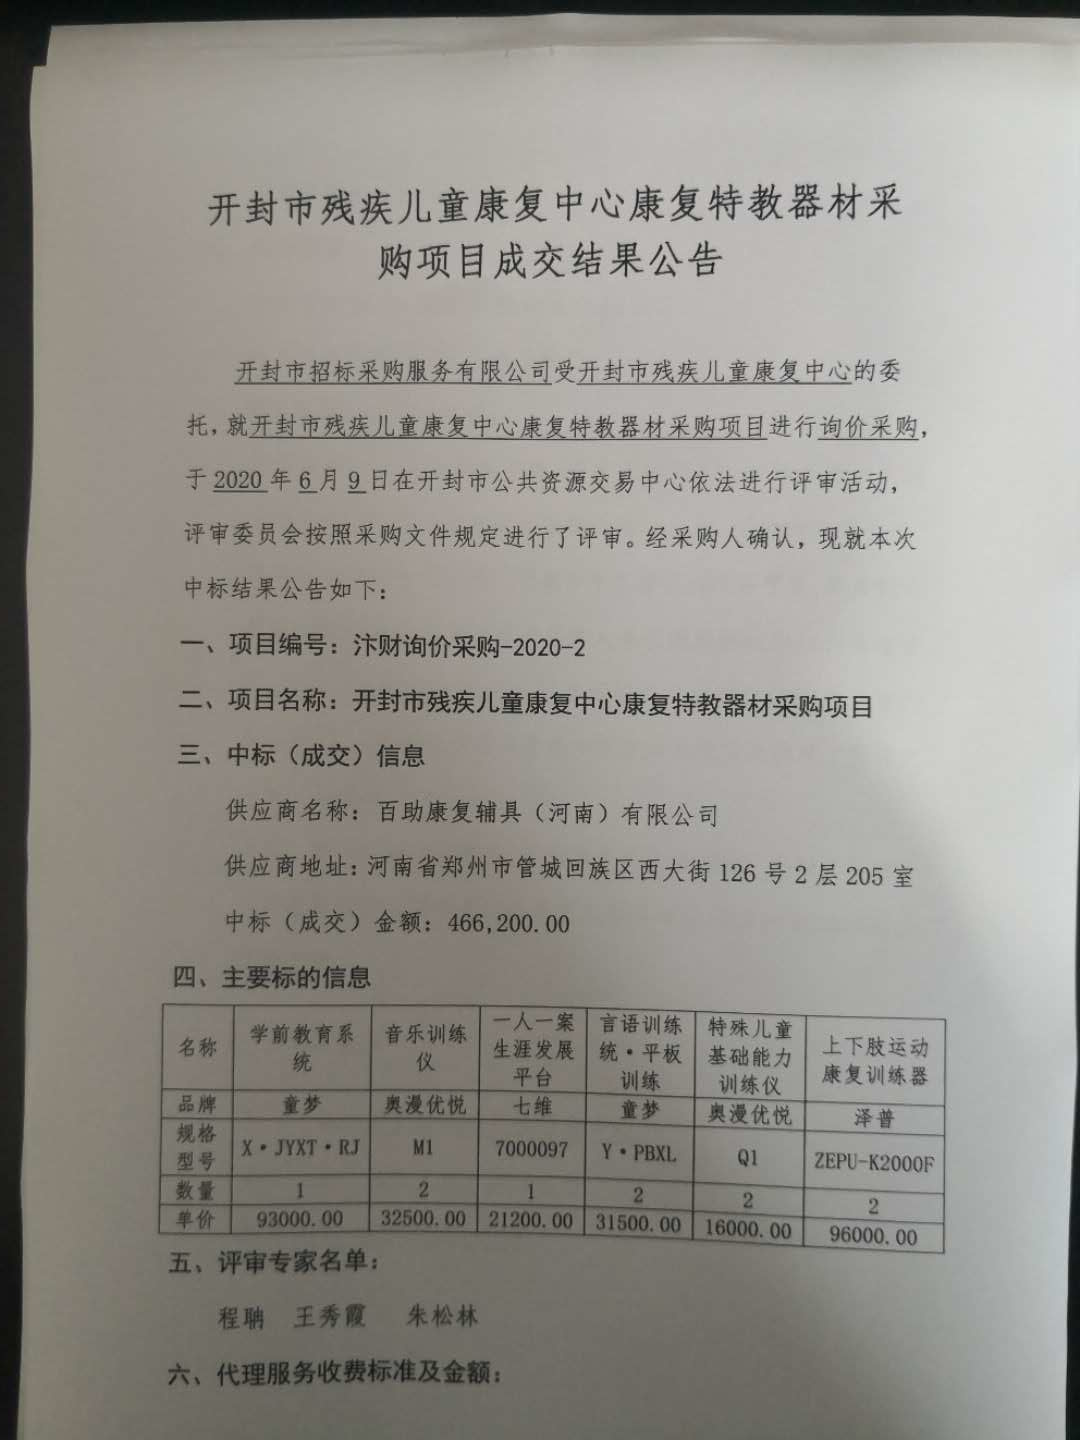 开封市残疾儿童康复中心康复特教器材采
购项目成交结果公告
开封市招标采购服务有限公司受开封市残疾儿童康复中心的委
托，就开封市残疾儿童康复中心康复特教器材采购项目进行询价采购，
于 2020 年 6 月 9 日在开封市公共资源交易中心依法进行评审活动，
评审委员会按照采购文件规定进行了评审。经采购人确认，现就本次
中标结果公告如下：
一、项目编号：汴财询价采购-2020-2
二、项目名称：开封市残疾儿童康复中心康复特教器材采购项目
三、中标（成交）信息
供应商名称：百助康复辅具（河南）有限公司
供应商地址：河南省郑州市管城回族区西大街 126 号 2 层 205 室
中标（成交）金额：466,200.00
四、主要标的信息
名称 学前教育系统 音乐训练仪 一人一案生涯发展平台 言语训练统·平板训练 特殊儿童基础能力训练仪 上下肢运动康复训练器
品牌 童梦 奥漫优悦 七维 童梦 奥漫优悦 泽普
规格型号 X·JYXT·RJ M1 7000097 Y·PBXL Q1 ZEPU-K2000F
数量 1 2 1 2 2 2
单价 93000.00 32500.00 21200.00 31500.00 16000.00 96000.00
五、评审专家名单：
程聃 王秀霞 朱松林
六、代理服务收费标准及金额：